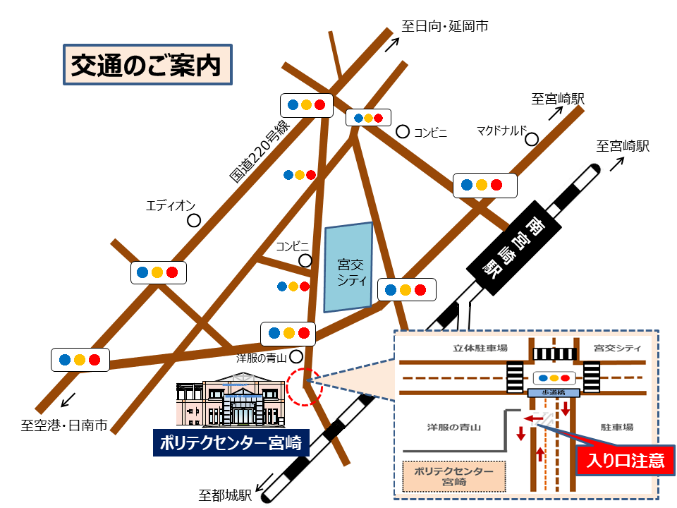 至日向・延岡市
交通のご案内
至宮崎駅
国道220号線
コンビニ
マクドナルド
至宮崎駅
エディオン
南宮崎駅
コンビニ
宮交
シティ
洋服の青山
立体駐車場
宮交シティ
歩道橋
至空港・日南市
ポリテクセンター宮崎
洋服の青山
駐車場
入り口注意
ポリテクセンター
宮崎
至都城駅